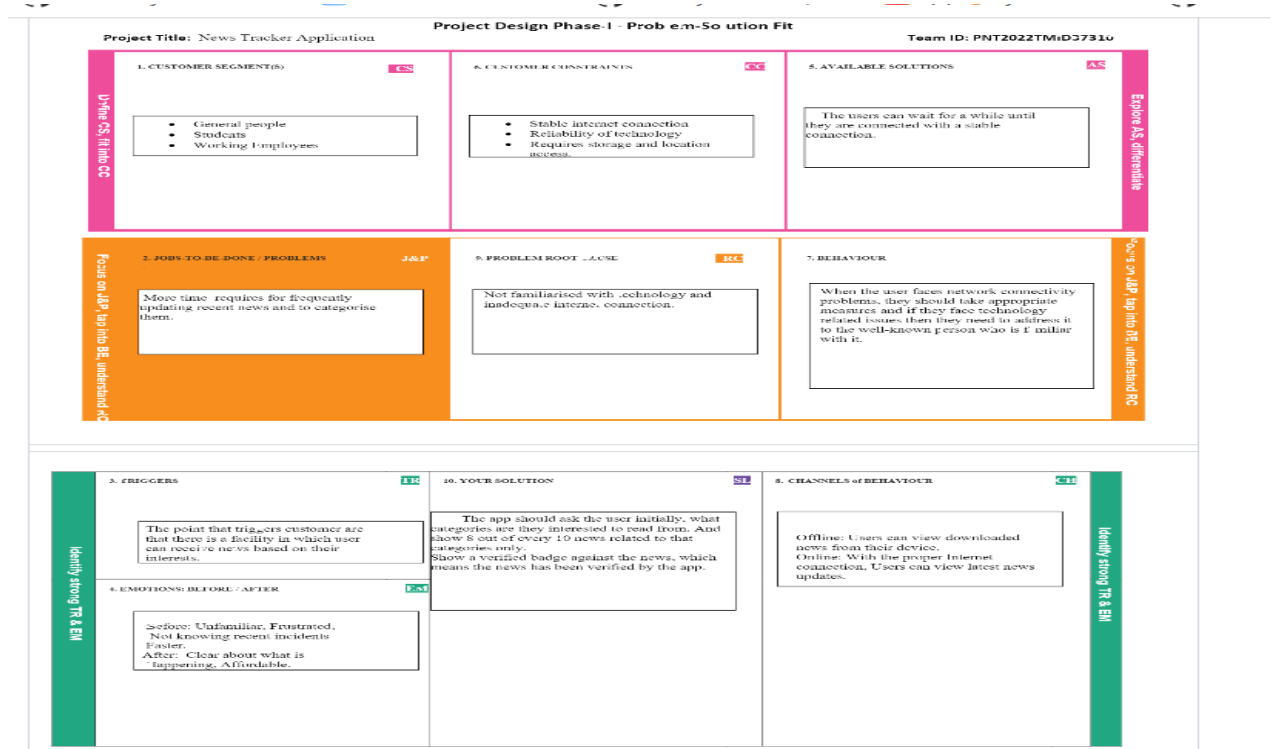 Project Design Phase-I - Problem-Solution Fit
Project Title: News Tracker Application
Team ID: PNT2022TMID37316
Define CS, fit into CC
1. CUSTOMER SEGMENT(S)
CS
• General people
• Students
• Working Employees
6. CUSTOMER CONSTRAINTS
CC
• Stable internet connection
• Reliability of technology
• Requires storage and location
access.
5. AVAILABLE SOLUTIONS
AS
The users can wait for a while until
they are connected with a stable
connection.
Explore AS, differentiate
Focus on J&P, tap into BE, understand RC
2. JOBS-TO-BE-DONE / PROBLEMS
J&P
More time requires for frequently
updating recent news and to categorise
them.
9. PROBLEM ROOT CAUSE
RC
Not familiarised with technology and
inadequate internet connection.
7. BEHAVIOUR
When the user faces network connectivity
problems, they should take appropriate
measures and if they face technology
related issues then they need to address it
to the well-known person who is familiar
with it.
Focus on J&P, tap into BE, understand RC
Identify strong TR & EM
3. TRIGGERS
TR
The point that triggers customer are
that there is a facility in which user
can receive news based on their
interests.
4. EMOTIONS: BEFORE / AFTER
EM
Before: Unfamiliar, Frustrated,
Not knowing recent incidents
Faster.
After: Clear about what is
Happening, Affordable.
10. YOUR SOLUTION
SL
The app should ask the user initially, what
categories are they interested to read from. And
show 8 out of every 10 news related to that
categories only.
Show a verified badge against the news, which
means the news has been verified by the app.
8. CHANNELS of BEHAVIOUR
CH
Offline: Users can view downloaded
news from their device.
Online: With the proper Internet
connection, Users can view latest news
updates.
Identify strong TR & EM